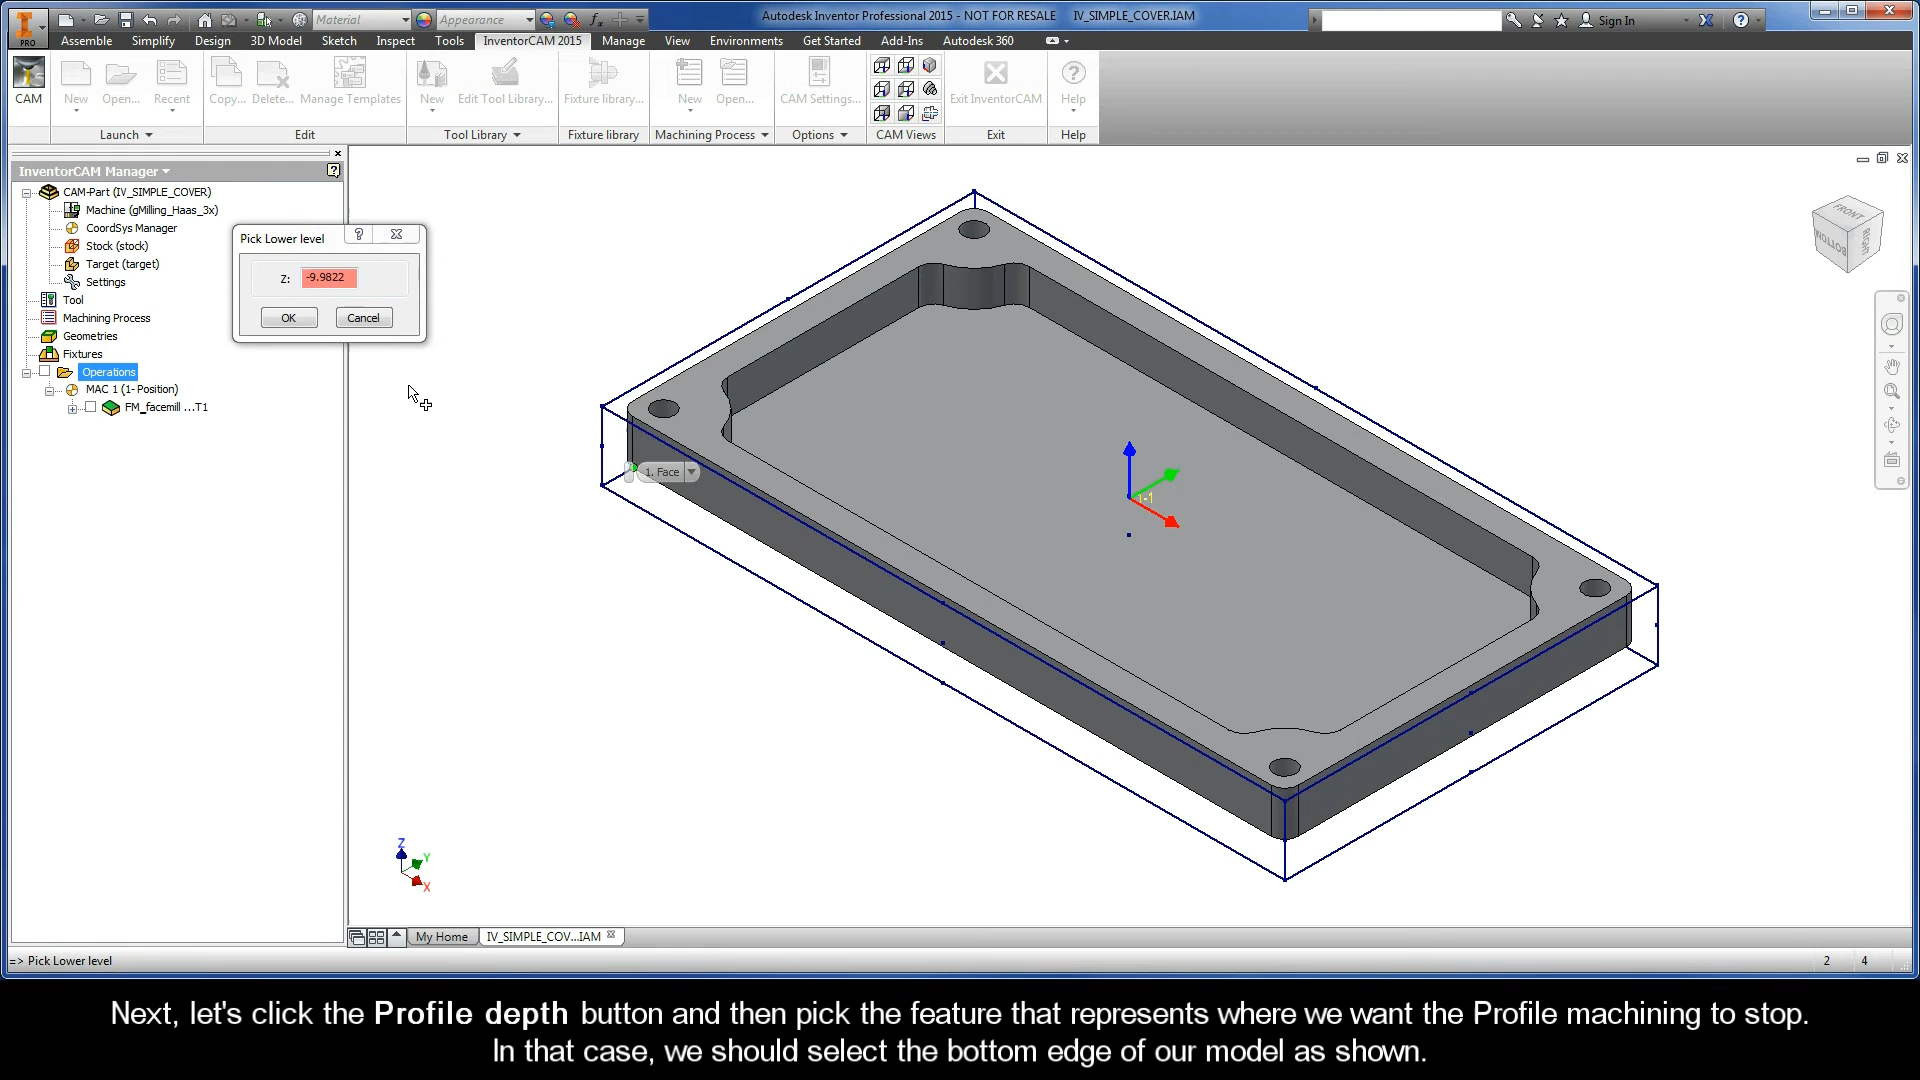 Material
Appearance
Autodesk Inventor Professional 2015 - NOT FOR RESALE IV_SIMPLE_COVER.IAM
Sign In
PRO
Assemble Simplify Design 3D Model Sketch Inspect Tools InventorCAM 2015 Manage View Environments Get Started Add-Ins Autodesk 360
CAM New Open... Recent Copy... Delete... Manage Templates New Edit Tool Library... Fixture library... New Open... CAM Settings... Exit InventorCAM Help
Launch Edit Tool Library Fixture library Machining Process Options CAM Views Exit Help
InventorCAM Manager
CAM-Part (IV_SIMPLE_COVER)
Machine (gMilling_Haas_3x)
CoordSys Manager
Stock (stock)
Target (target)
Settings
Tool
Machining Process
Geometries
Fixtures
Operations
MAC 1 (1- Position)
FM_facemill ...T1
Pick Lower level
Z: -9.9822
OK Cancel
1. Face
1-1
FRONT
RIGHT
BOTTOM
Z
Y
X
My Home IV_SIMPLE_COV...IAM
=> Pick Lower level
2 4
Next, let's click the Profile depth button and then pick the feature that represents where we want the Profile machining to stop.
In that case, we should select the bottom edge of our model as shown.